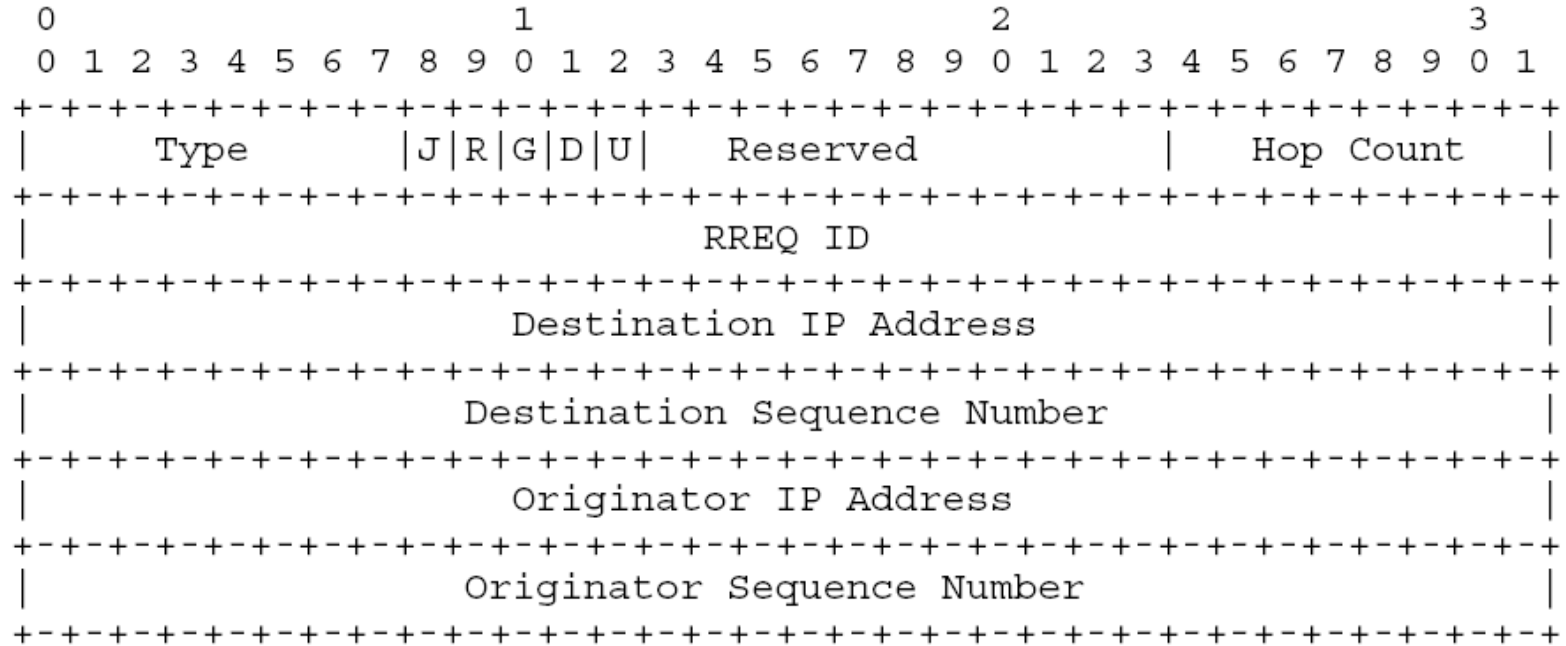 0                   1                   2                   3
 0 1 2 3 4 5 6 7 8 9 0 1 2 3 4 5 6 7 8 9 0 1 2 3 4 5 6 7 8 9 0 1
+-+-+-+-+-+-+-+-+-+-+-+-+-+-+-+-+-+-+-+-+-+-+-+-+-+-+-+-+-+-+-+-+
|     Type      |J|R|G|D|U|   Reserved          |   Hop Count   |
+-+-+-+-+-+-+-+-+-+-+-+-+-+-+-+-+-+-+-+-+-+-+-+-+-+-+-+-+-+-+-+-+
|                            RREQ ID                            |
+-+-+-+-+-+-+-+-+-+-+-+-+-+-+-+-+-+-+-+-+-+-+-+-+-+-+-+-+-+-+-+-+
|                    Destination IP Address                     |
+-+-+-+-+-+-+-+-+-+-+-+-+-+-+-+-+-+-+-+-+-+-+-+-+-+-+-+-+-+-+-+-+
|                  Destination Sequence Number                  |
+-+-+-+-+-+-+-+-+-+-+-+-+-+-+-+-+-+-+-+-+-+-+-+-+-+-+-+-+-+-+-+-+
|                    Originator IP Address                      |
+-+-+-+-+-+-+-+-+-+-+-+-+-+-+-+-+-+-+-+-+-+-+-+-+-+-+-+-+-+-+-+-+
|                  Originator Sequence Number                   |
+-+-+-+-+-+-+-+-+-+-+-+-+-+-+-+-+-+-+-+-+-+-+-+-+-+-+-+-+-+-+-+-+